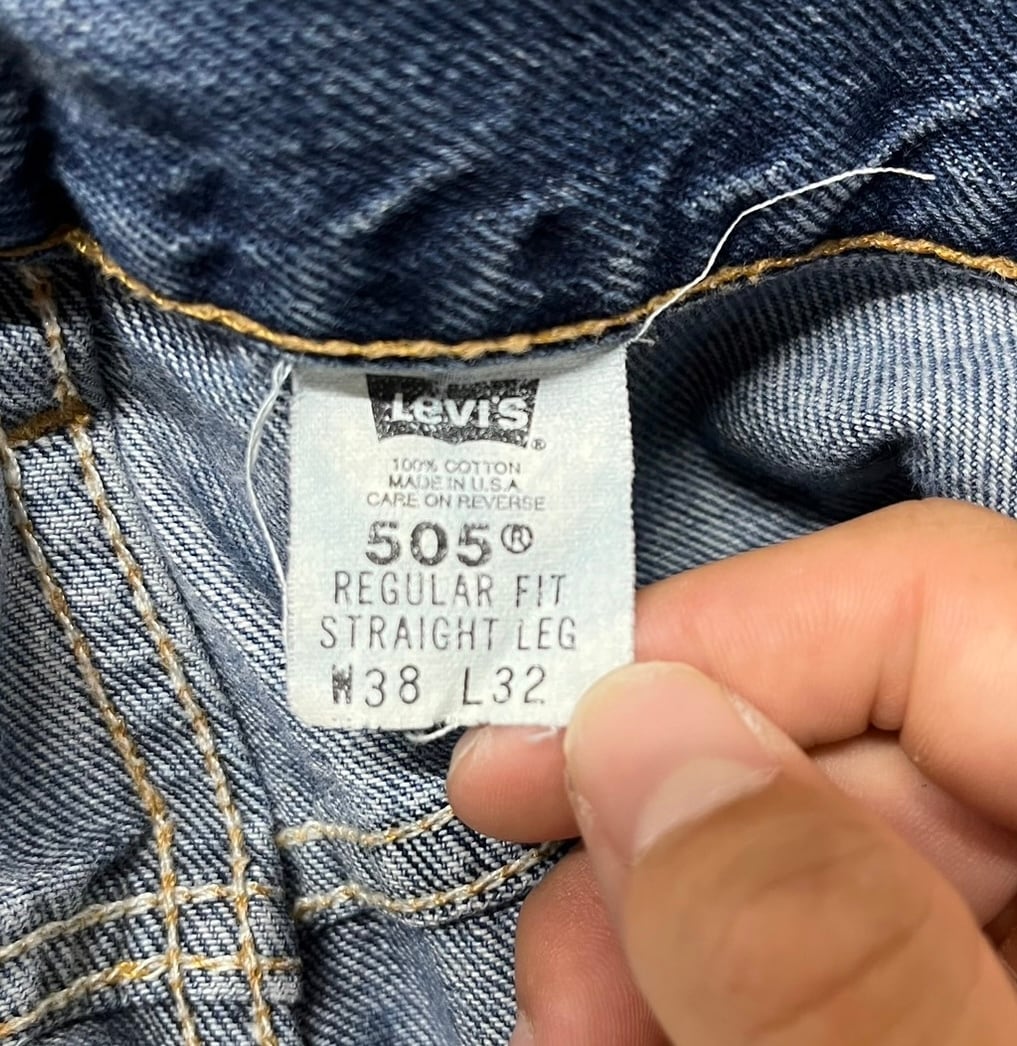 Levi's®
100% COTTON
MADE IN U.S.A
CARE ON REVERSE
505®
REGULAR FIT
STRAIGHT LEG
W38 L32